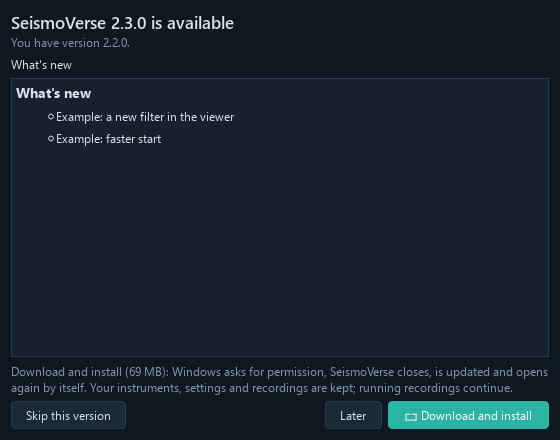 SeismoVerse 2.3.0 is available
You have version 2.2.0.
What's new
What's new
Example: a new filter in the viewer
Example: faster start
Download and install (69 MB): Windows asks for permission, SeismoVerse closes, is updated and opens
again by itself. Your instruments, settings and recordings are kept; running recordings continue.
Skip this version
Later
Download and install